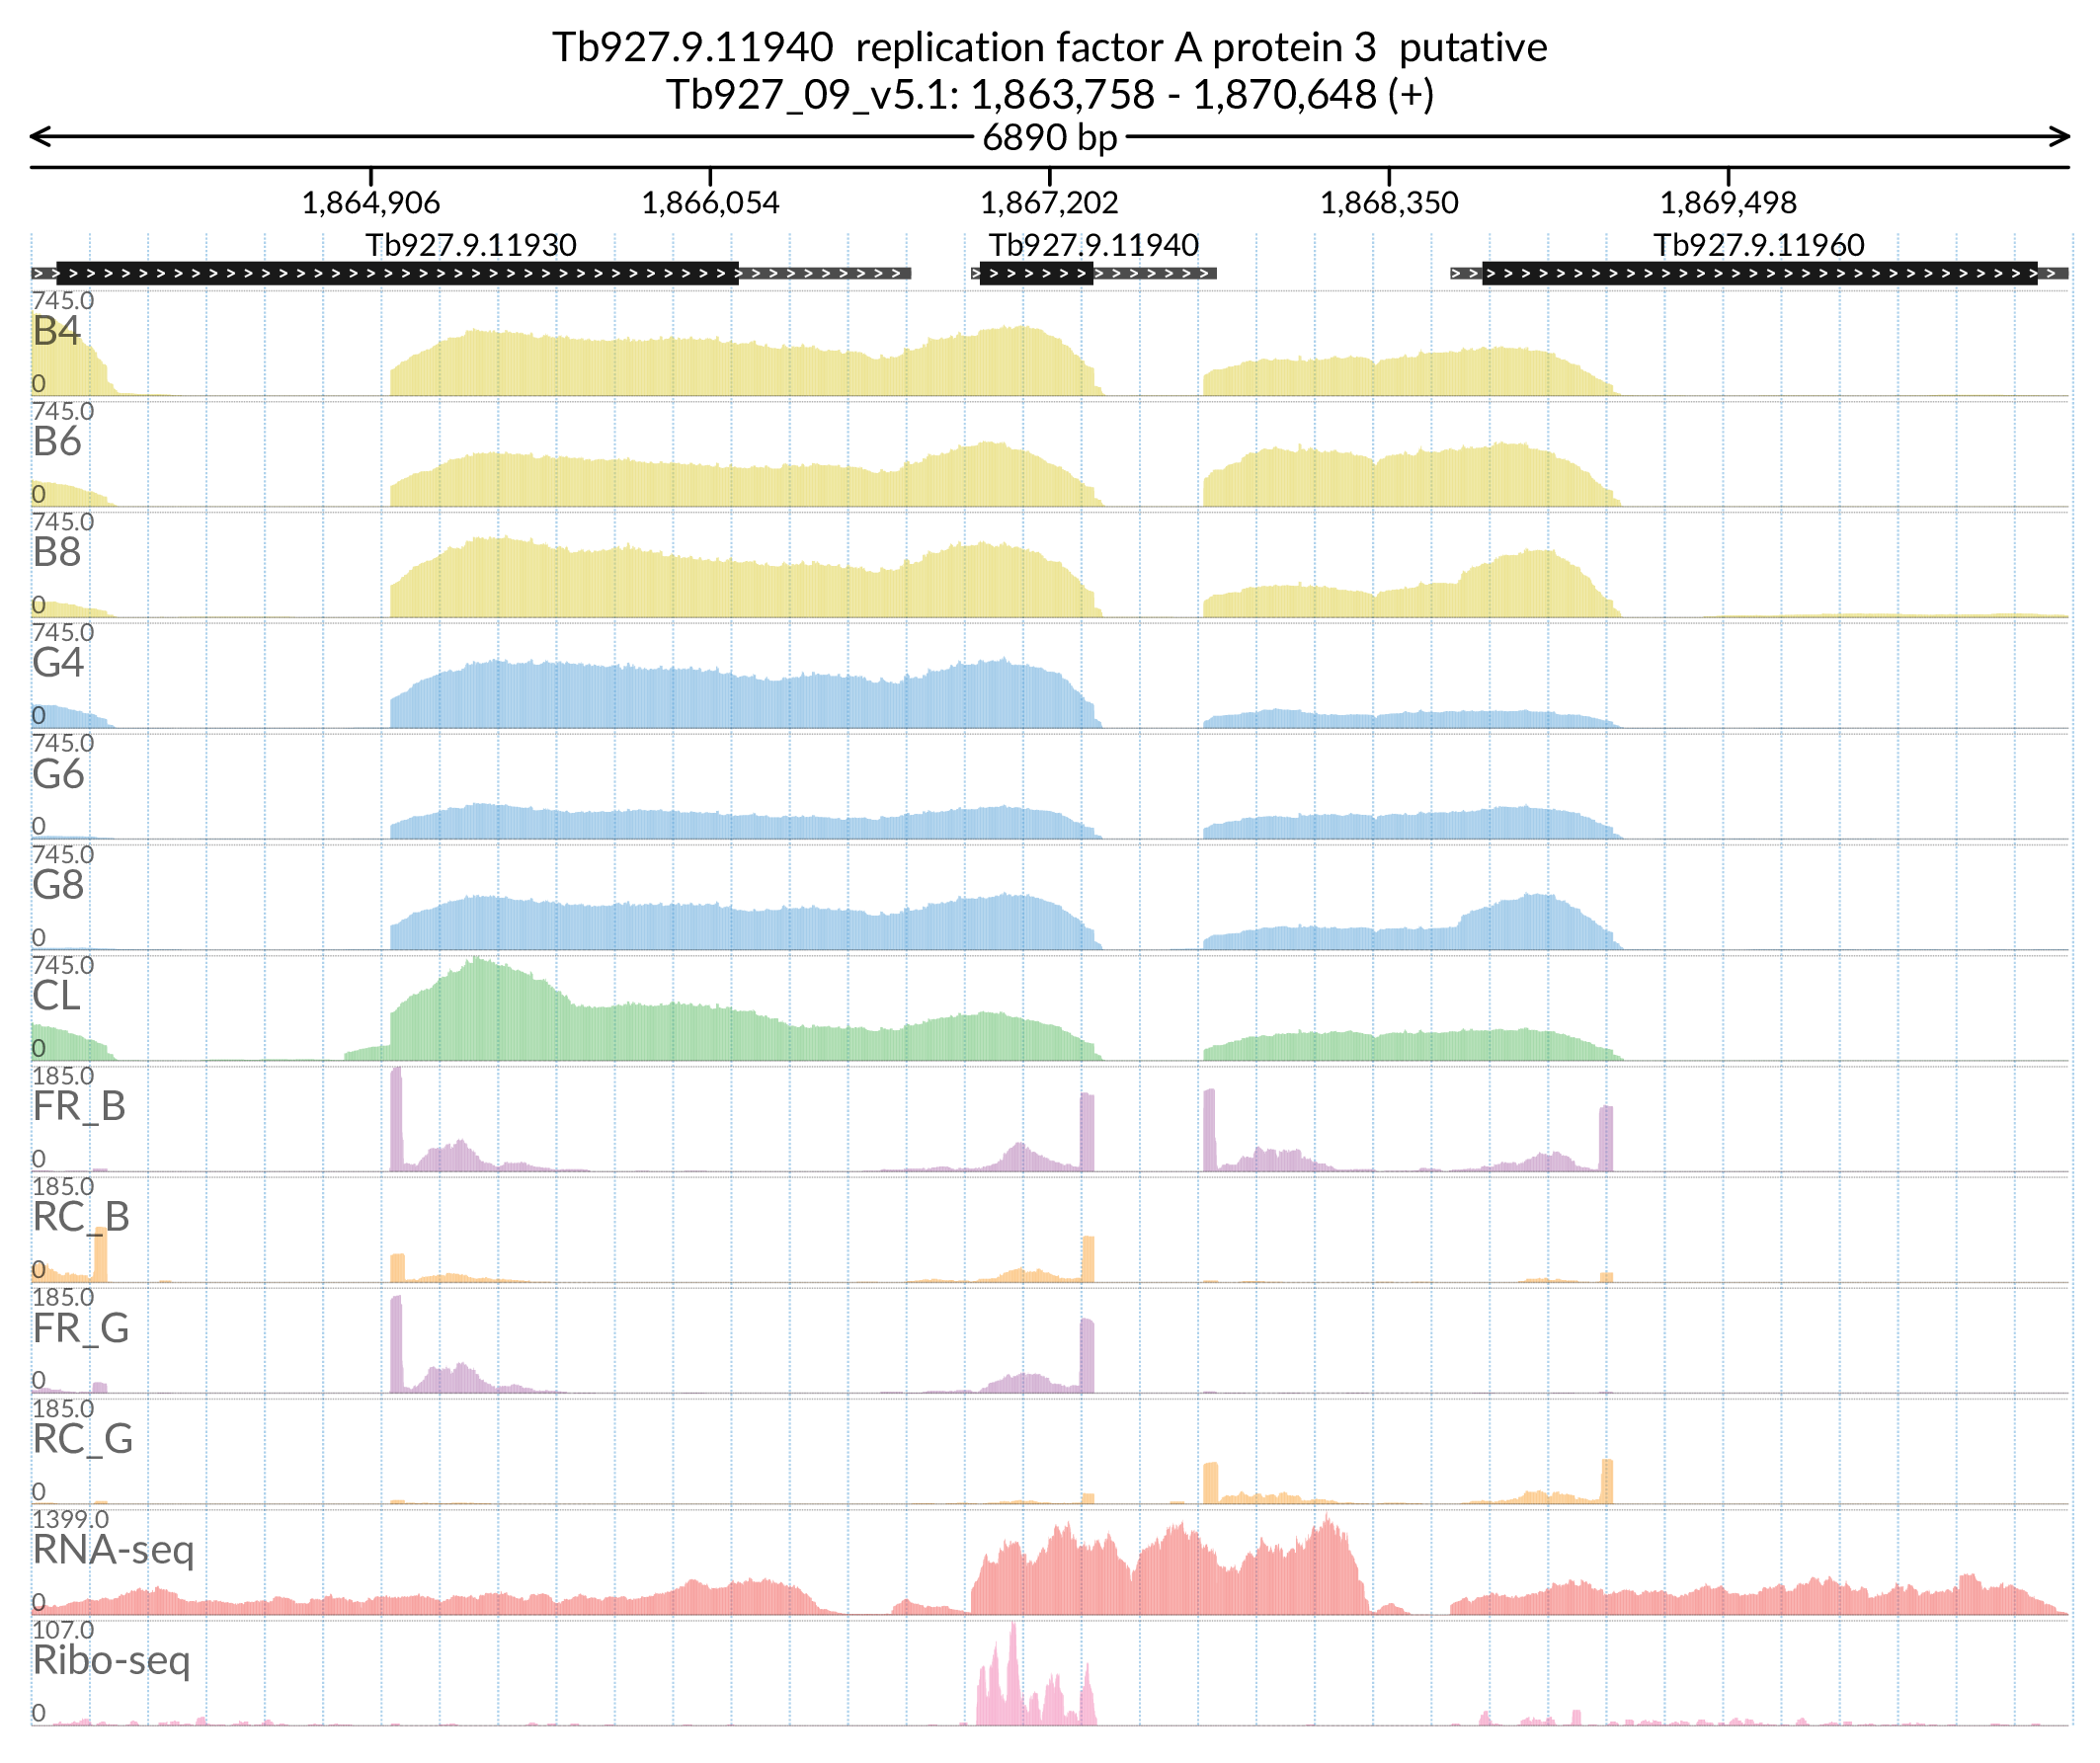 Tb927.9.11940  replication factor A protein 3  putative
Tb927_09_v5.1: 1,863,758 - 1,870,648 (+)
6890 bp
1,864,906 1,866,054 1,867,202 1,868,350 1,869,498
Tb927.9.11930 Tb927.9.11940 Tb927.9.11960
745.0
B4
0
745.0
B6
0
745.0
B8
0
745.0
G4
0
745.0
G6
0
745.0
G8
0
745.0
CL
0
185.0
FR_B
0
185.0
RC_B
0
185.0
FR_G
0
185.0
RC_G
0
1399.0
RNA-seq
0
107.0
Ribo-seq
0